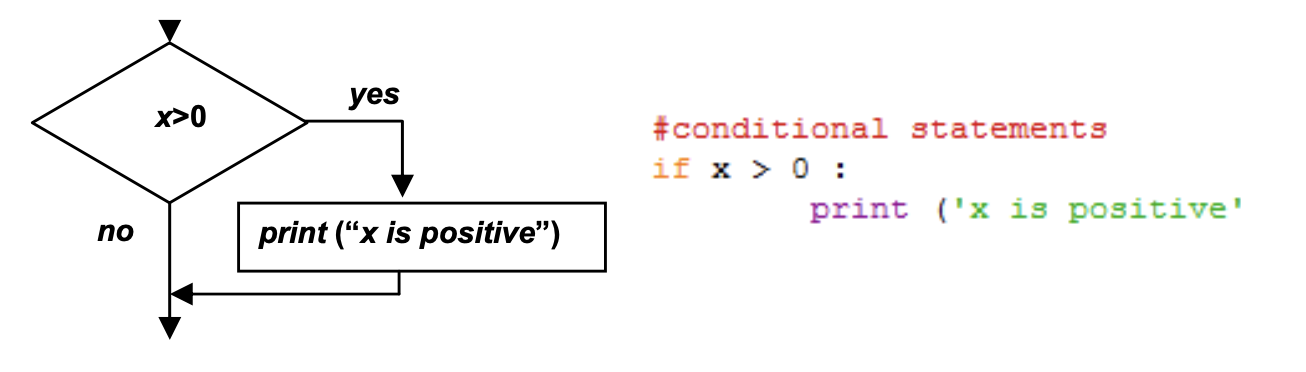 x>0
yes
no
print (“x is positive”)
#conditional statements
if x > 0 :
print ('x is positive'